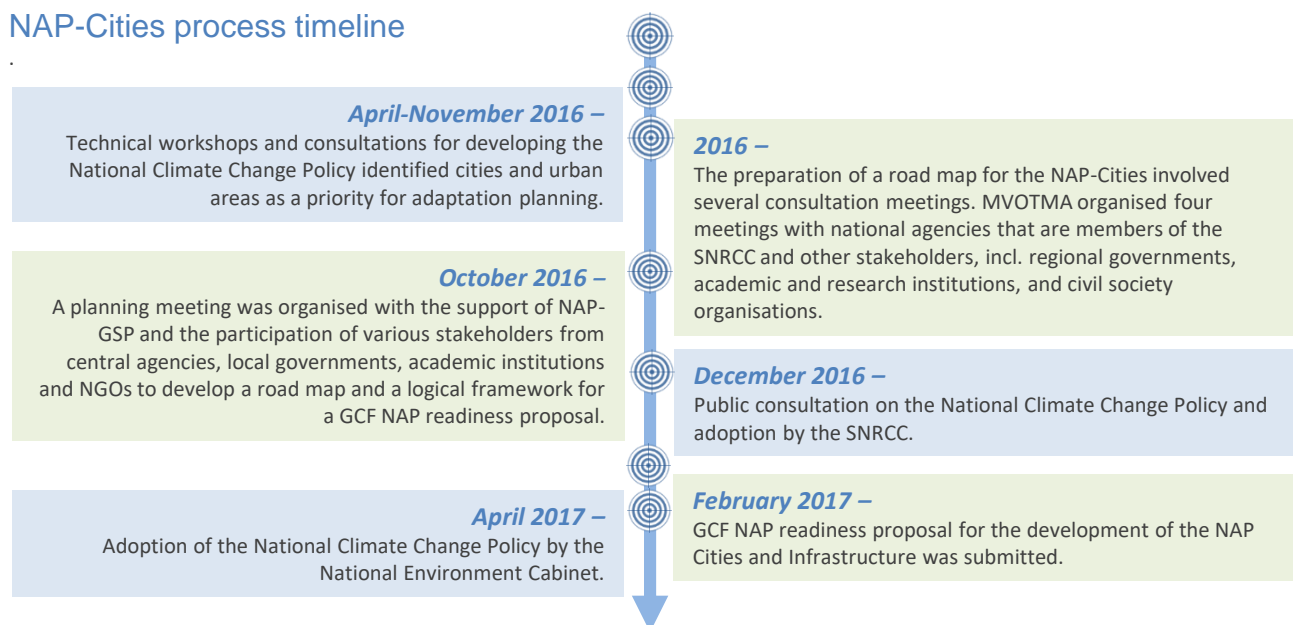 NAP-Cities process timeline
.
April-November 2016 –
Technical workshops and consultations for developing the
National Climate Change Policy identified cities and urban
areas as a priority for adaptation planning.
2016 –
The preparation of a road map for the NAP-Cities involved
several consultation meetings. MVOTMA organised four
meetings with national agencies that are members of the
SNRCC and other stakeholders, incl. regional governments,
academic and research institutions, and civil society
organisations.
October 2016 –
A planning meeting was organised with the support of NAP-
GSP and the participation of various stakeholders from
central agencies, local governments, academic institutions
and NGOs to develop a road map and a logical framework for
a GCF NAP readiness proposal.
December 2016 –
Public consultation on the National Climate Change Policy and
adoption by the SNRCC.
February 2017 –
GCF NAP readiness proposal for the development of the NAP
Cities and Infrastructure was submitted.
April 2017 –
Adoption of the National Climate Change Policy by the
National Environment Cabinet.